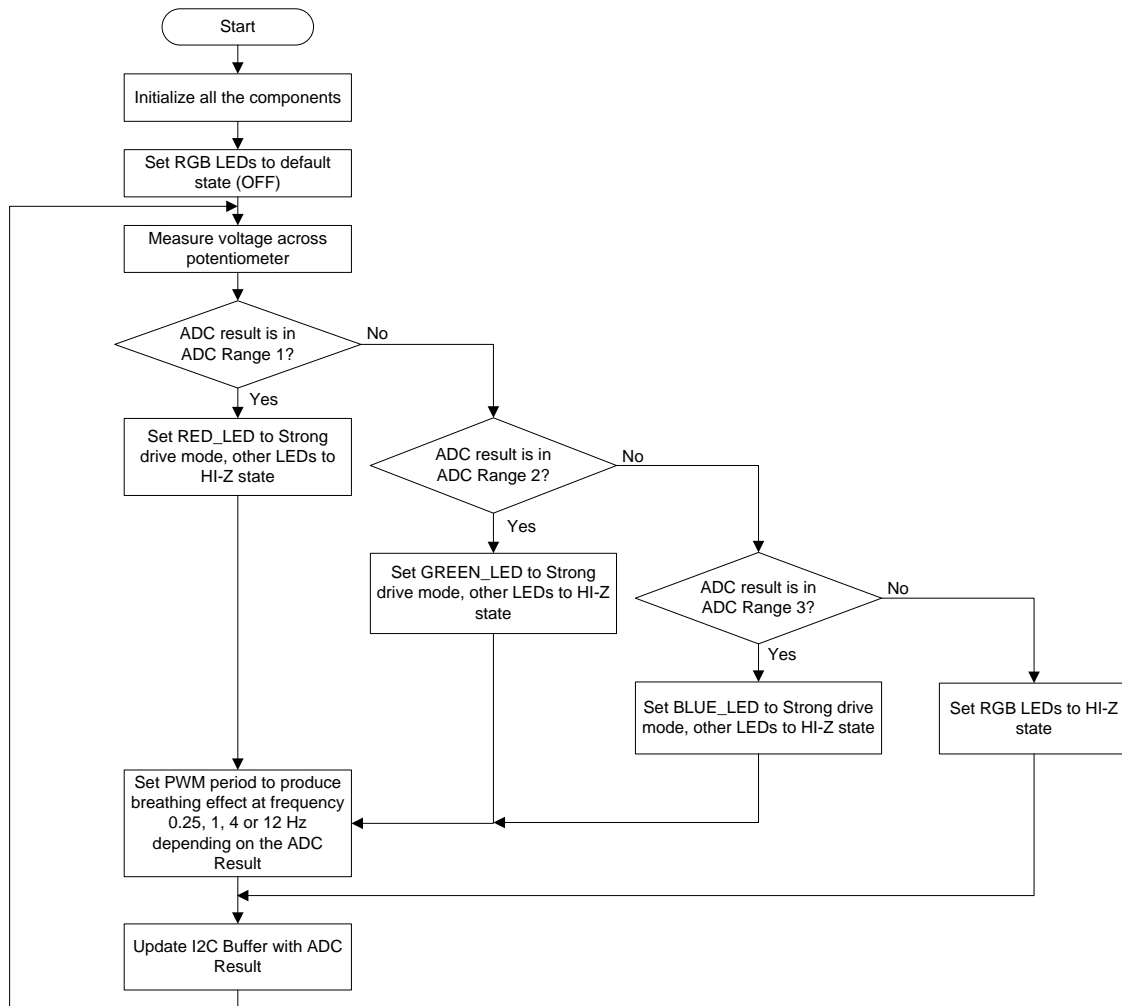 Start
Initialize all the components
Set RGB LEDs to default
state (OFF)
Measure voltage across
potentiometer
ADC result is in
ADC Range 1?
No
Yes
Set RED_LED to Strong
drive mode, other LEDs to
HI-Z state
ADC result is in
ADC Range 2?
No
Yes
Set GREEN_LED to Strong
drive mode, other LEDs to HI-Z
state
ADC result is in
ADC Range 3?
No
Yes
Set BLUE_LED to Strong drive
mode, other LEDs to HI-Z state
Set RGB LEDs to HI-Z
state
Set PWM period to produce
breathing effect at frequency
0.25, 1, 4 or 12 Hz
depending on the ADC
Result
Update I2C Buffer with ADC
Result